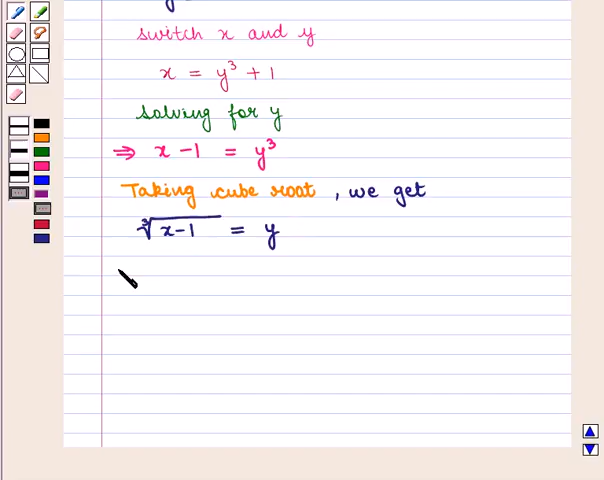 switch x and y
x = y³ + 1
Solving for y
⇒ x - 1 = y³
Taking cube root, we get
∛(x-1) = y